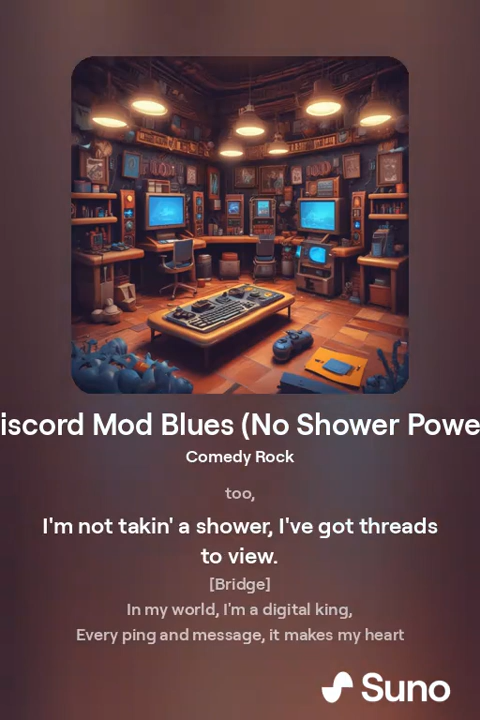 iscord Mod Blues (No Shower Powe
Comedy Rock
too,
I'm not takin' a shower, I've got threads
to view.
[Bridge]
In my world, I'm a digital king,
Every ping and message, it makes my heart
Suno